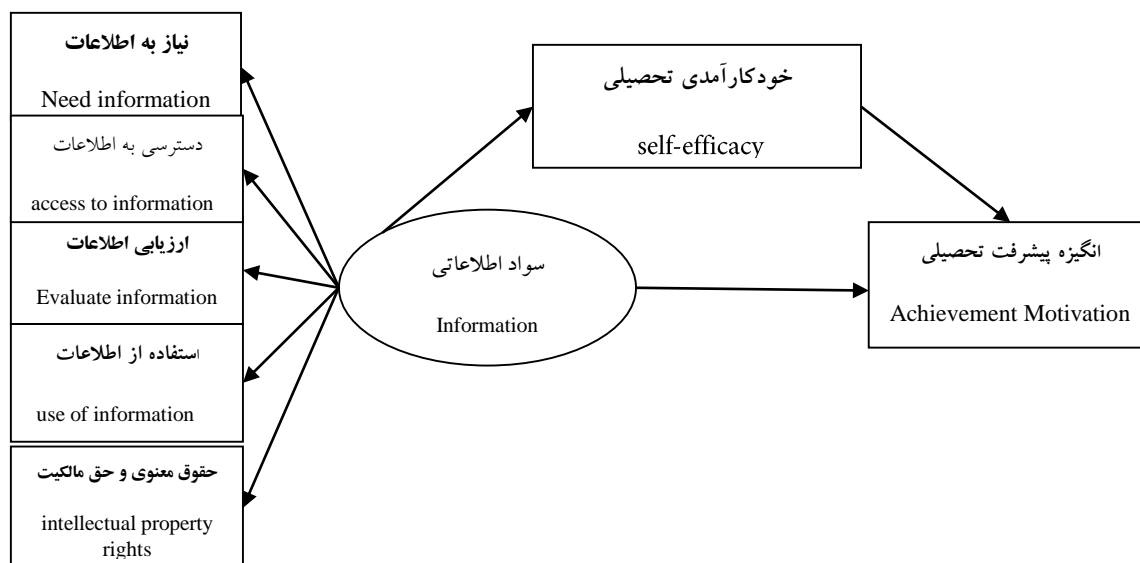 نیاز به اطلاعات
Need information
دسترسی به اطلاعات
access to information
ارزیابی اطلاعات
Evaluate information
استفاده از اطلاعات
use of information
حقوق معنوی و حق مالکیت
intellectual property
rights
سواد اطلاعاتی
Information
خودکارآمدی تحصیلی
self-efficacy
انگیزه پیشرفت تحصیلی
Achievement Motivation